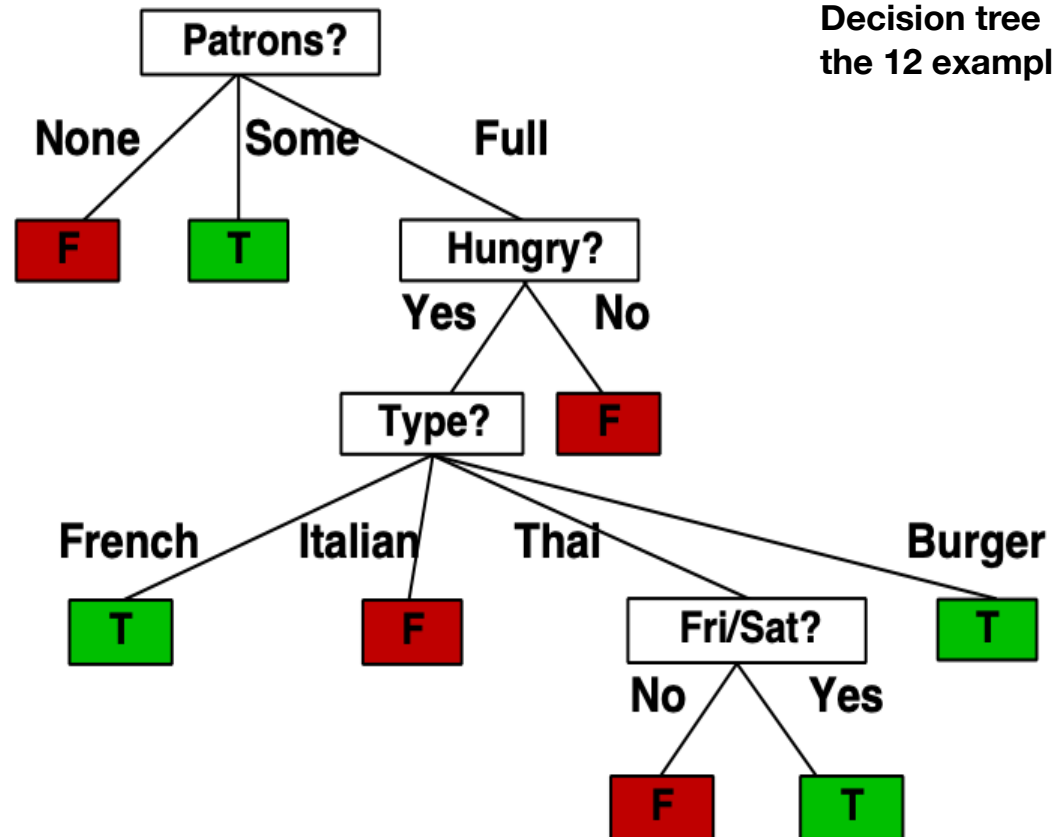 Decision tree
the 12 exampl
Patrons?
None Some Full
F T Hungry?
Yes No
Type? F
French Italian Thai Burger
T F Fri/Sat? T
No Yes
F T